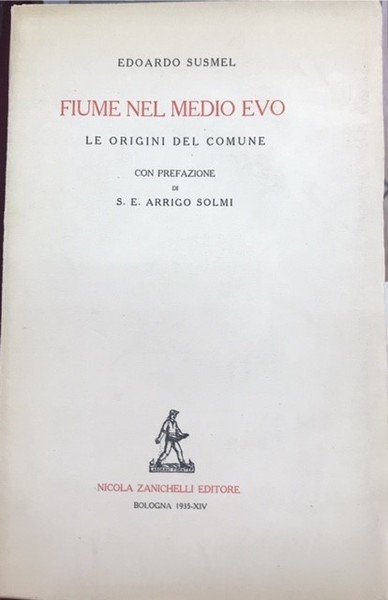 EDOARDO SUSMEL
FIUME NEL MEDIO EVO
LE ORIGINI DEL COMUNE
CON PREFAZIONE
DI
S. E. ARRIGO SOLMI
NICOLA ZANICHELLI EDITORE
BOLOGNA 1935-XIV